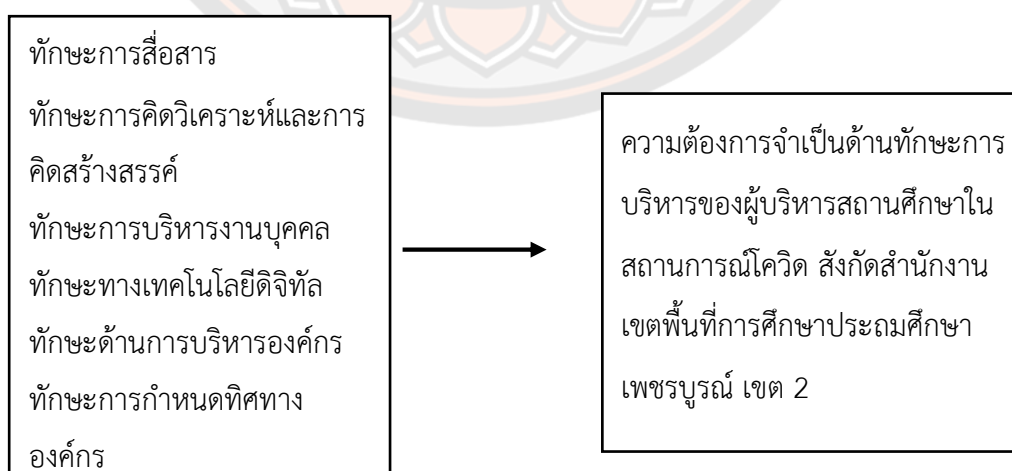 ทักษะการสื่อสาร
ทักษะการคิดวิเคราะห์และการ
คิดสร้างสรรค์
ทักษะการบริหารงานบุคคล
ทักษะทางเทคโนโลยีดิจิทัล
ทักษะด้านการบริหารองค์กร
ทักษะการกำหนดทิศทาง
องค์กร
ความต้องการจำเป็นด้านทักษะการ
บริหารของผู้บริหารสถานศึกษาใน
สถานการณ์โควิด สังกัดสำนักงาน
เขตพื้นที่การศึกษาประถมศึกษา
เพชรบูรณ์ เขต 2